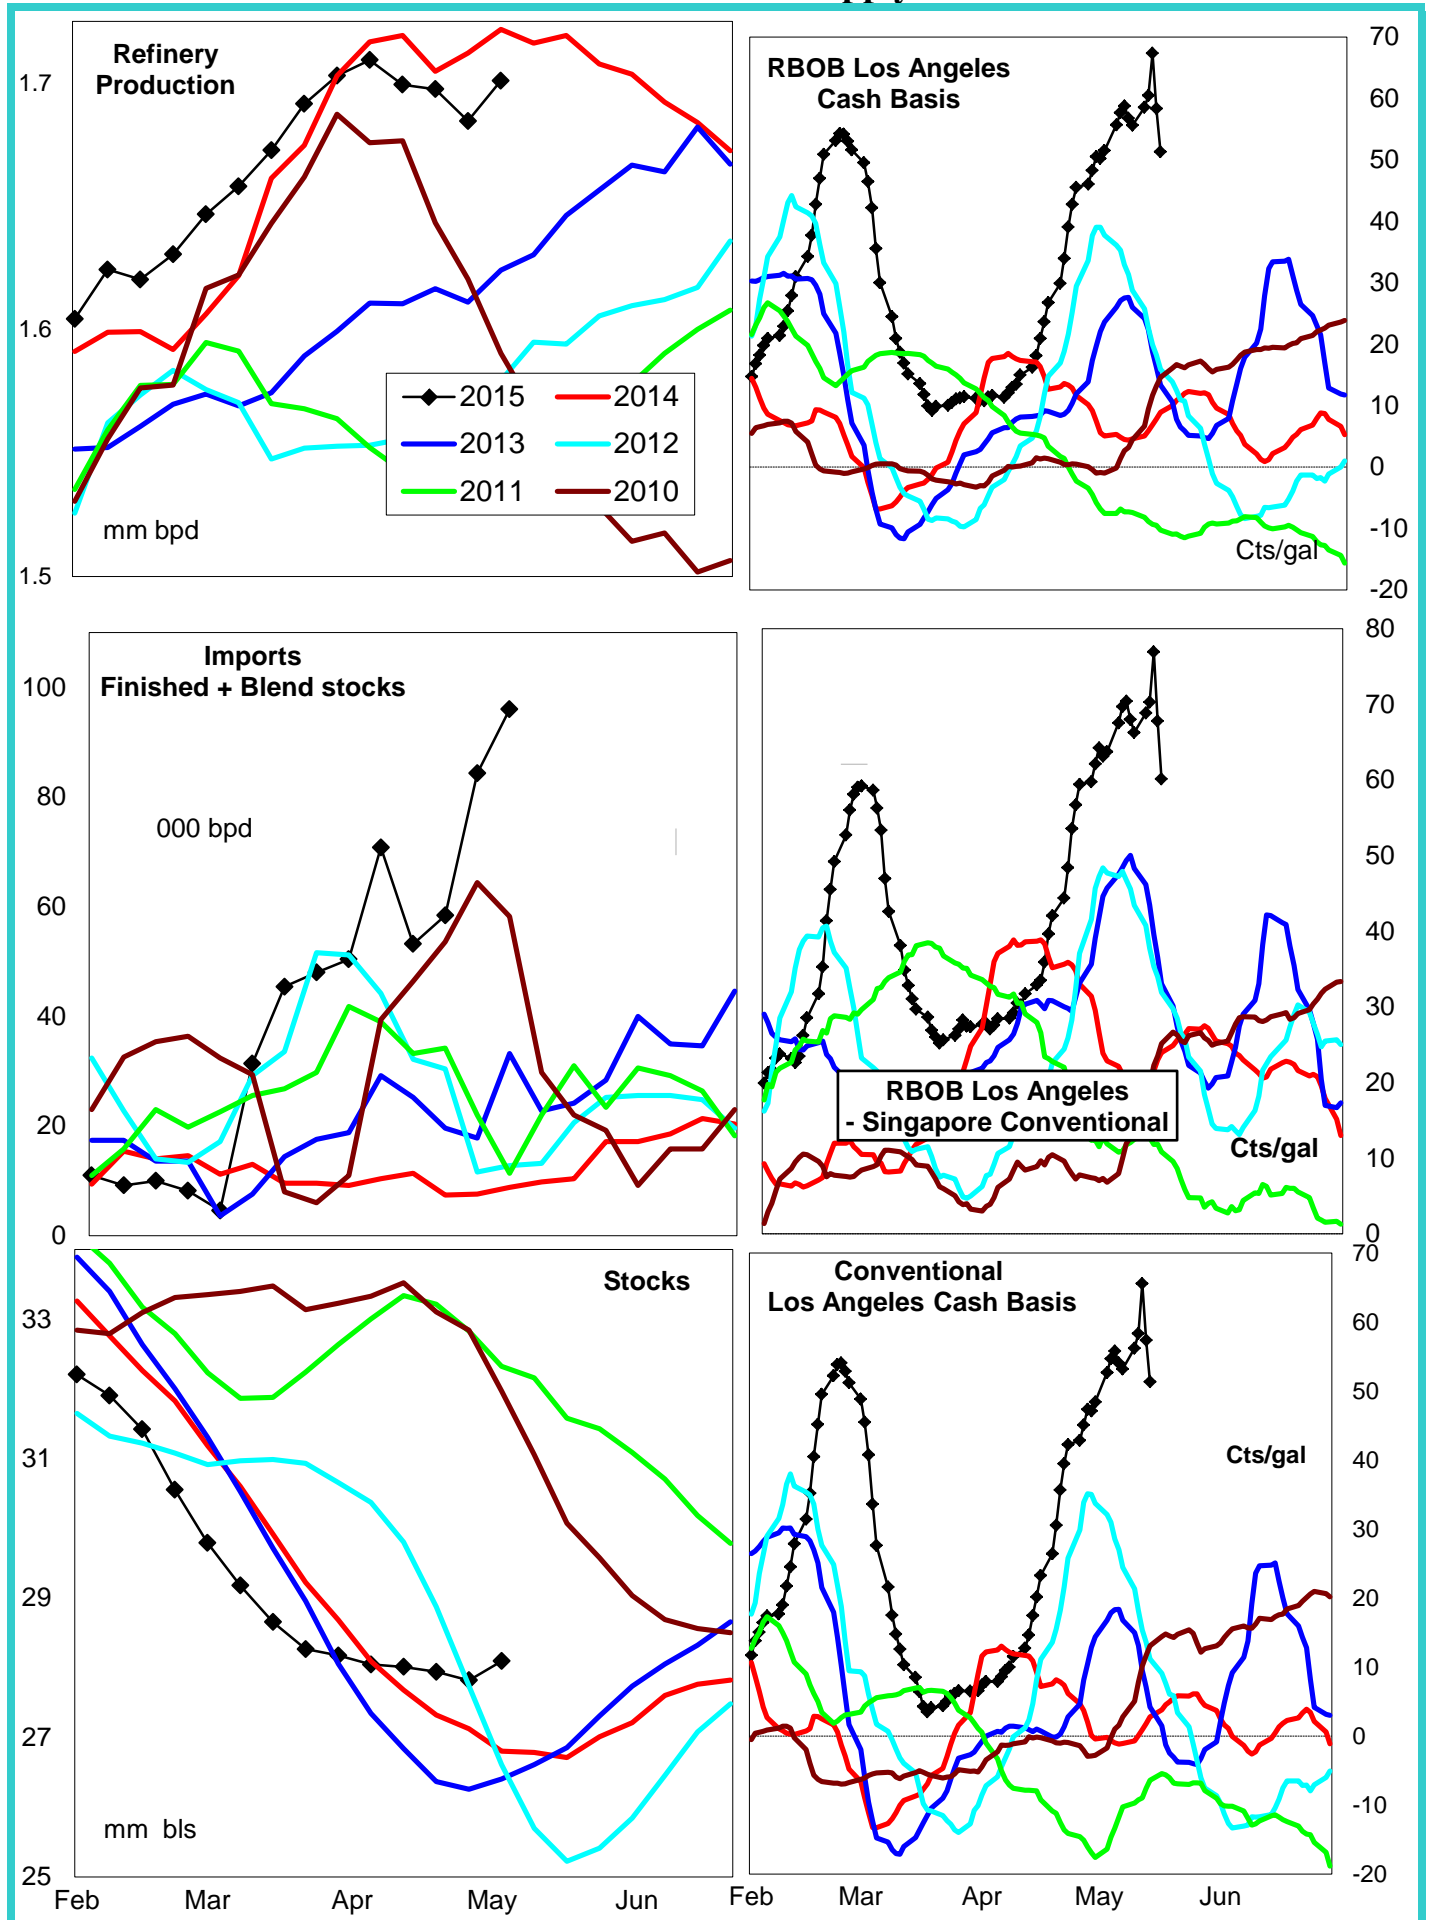 Refinery
Production
1.7
1.6
1.5
mm bpd
2015
2014
2013
2012
2011
2010
RBOB Los Angeles
Cash Basis
70
60
50
40
30
20
10
0
-10
-20
Cts/gal
Imports
Finished + Blend stocks
000 bpd
100
80
60
40
20
0
80
70
60
50
40
30
20
10
0
RBOB Los Angeles
- Singapore Conventional
Cts/gal
Stocks
33
31
29
27
25
mm bls
Feb
Mar
Apr
May
Jun
Conventional
Los Angeles Cash Basis
Cts/gal
70
60
50
40
30
20
10
0
-10
-20
Feb
Mar
Apr
May
Jun